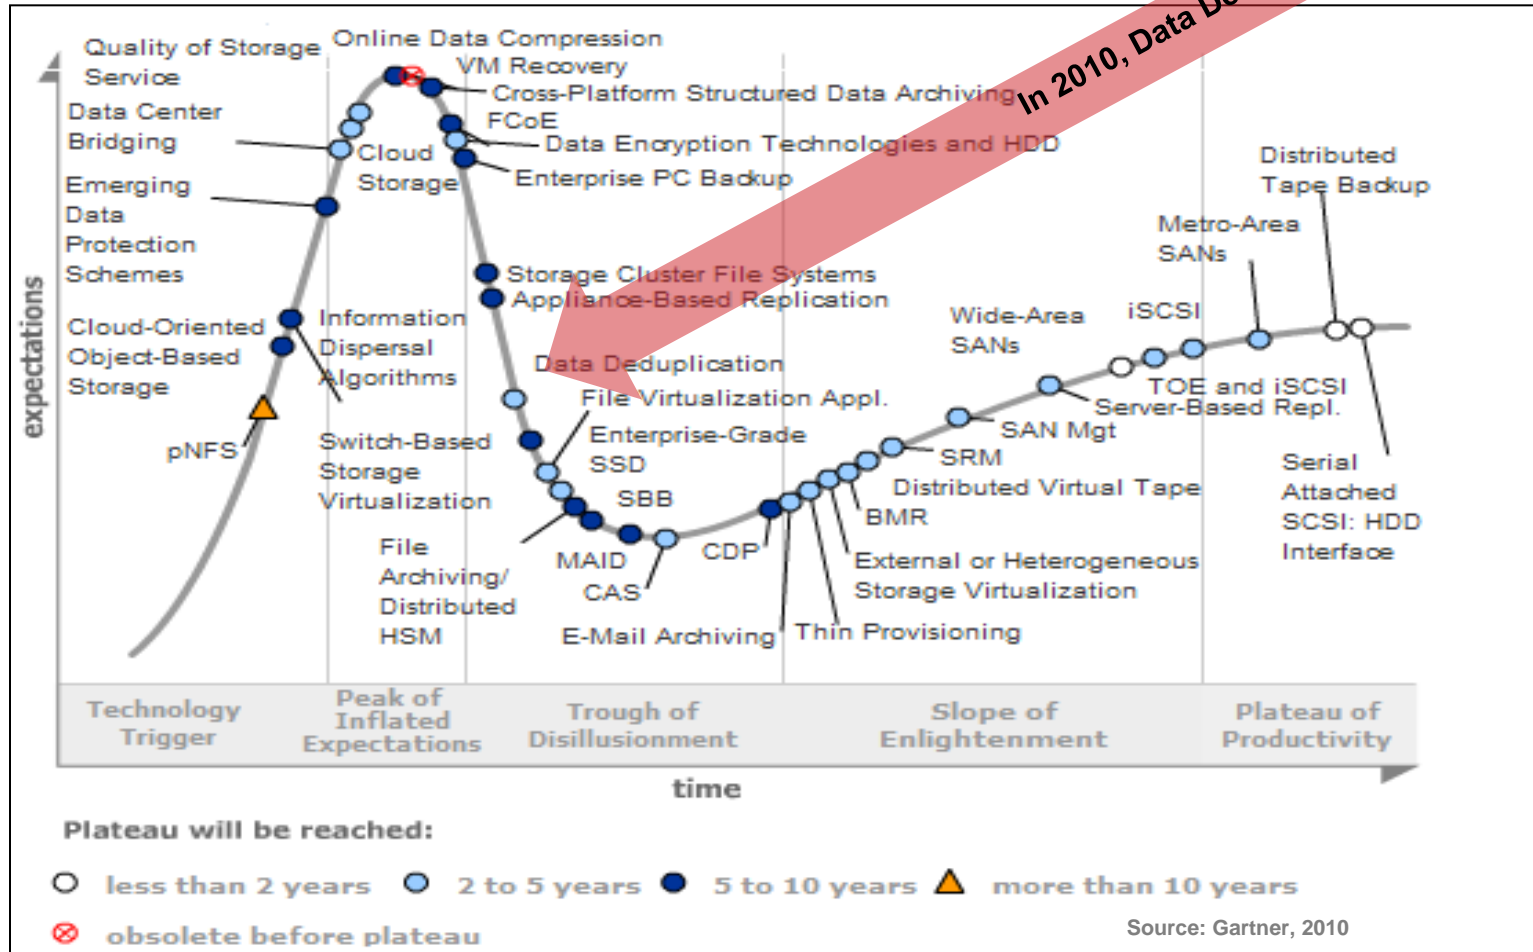 In 2010, Data
Quality of Storage
Service
Online Data Compression
VM Recovery
Cross-Platform Structured Data Archiving
FCoE
Data Encryption Technologies and HDD
Enterprise PC Backup
Data Center
Bridging
Cloud
Storage
Emerging
Data
Protection
Schemes
Storage Cluster File Systems
Appliance-Based Replication
Cloud-Oriented
Object-Based
Storage
Information
Dispersal
Algorithms
pNFS
Switch-Based
Storage
Virtualization
Data Deduplication
File Virtualization Appl.
Enterprise-Grade
SSD
SBB
File
Archiving/
Distributed
HSM
MAID
CAS
CDP
E-Mail Archiving
Thin Provisioning
External or Heterogeneous
Storage Virtualization
BMR
Distributed Virtual Tape
SRM
SAN Mgt
Server-Based Repl.
TOE and iSCSI
Wide-Area
SANs
iSCSI
Metro-Area
SANs
Distributed
Tape Backup
Serial
Attached
SCSI: HDD
Interface
expectations
Technology
Trigger
Peak of
Inflated
Expectations
Trough of
Disillusionment
Slope of
Enlightenment
Plateau of
Productivity
time
Plateau will be reached:
less than 2 years
2 to 5 years
5 to 10 years
more than 10 years
obsolete before plateau
Source: Gartner, 2010